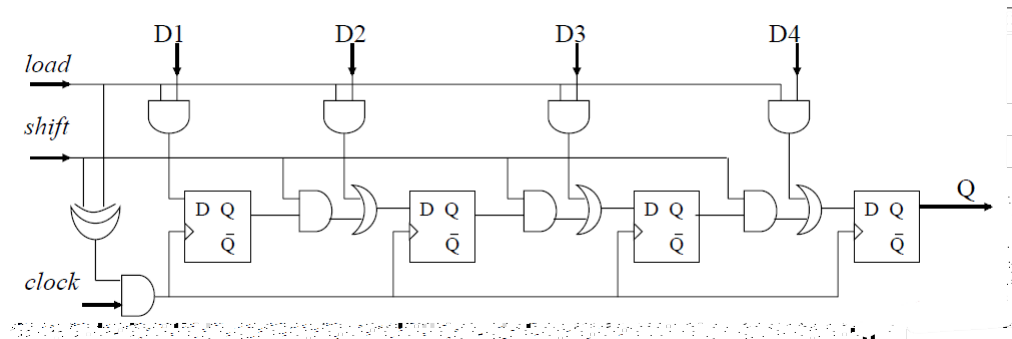 D1 D2 D3 D4
load
shift
D Q D Q D Q D Q
Q
Q̄ Q̄ Q̄ Q̄
clock